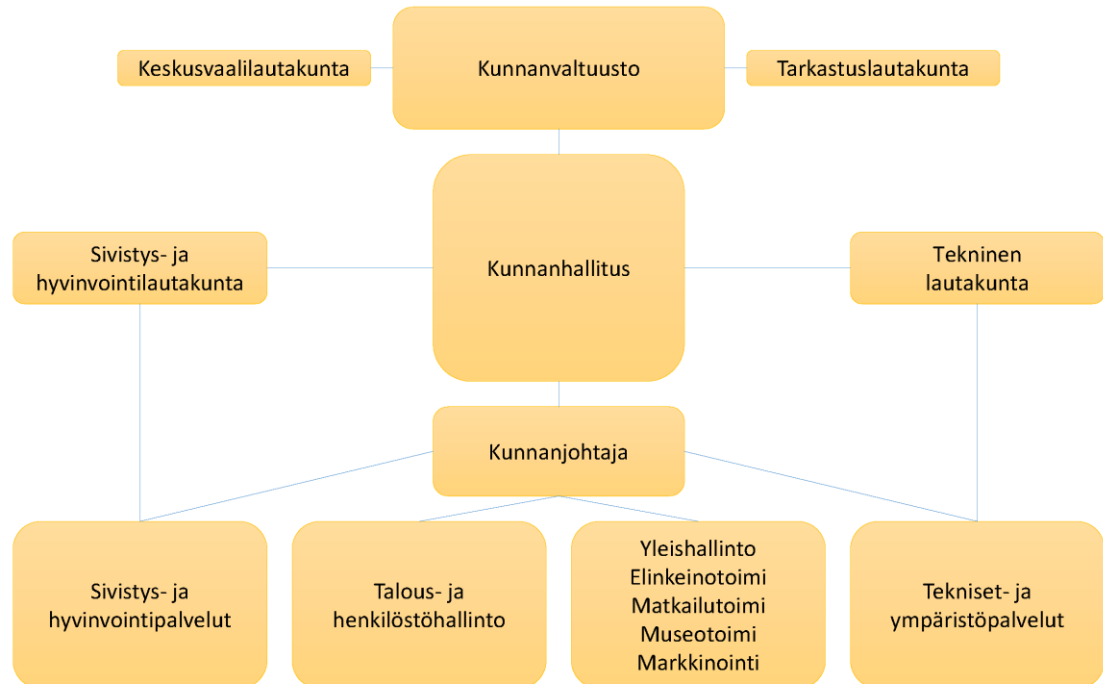 Keskusvaalilautakunta
Kunnanvaltuusto
Tarkastuslautakunta
Sivistys- ja
hyvinvointilautakunta
Kunnanhallitus
Tekninen
lautakunta
Kunnanjohtaja
Sivistys- ja
hyvinvointipalvelut
Talous- ja
henkilöstöhallinto
Yleishallinto
Elinkeinotoimi
Matkailutoimi
Museotoimi
Markkinointi
Tekniset- ja
ympäristöpalvelut